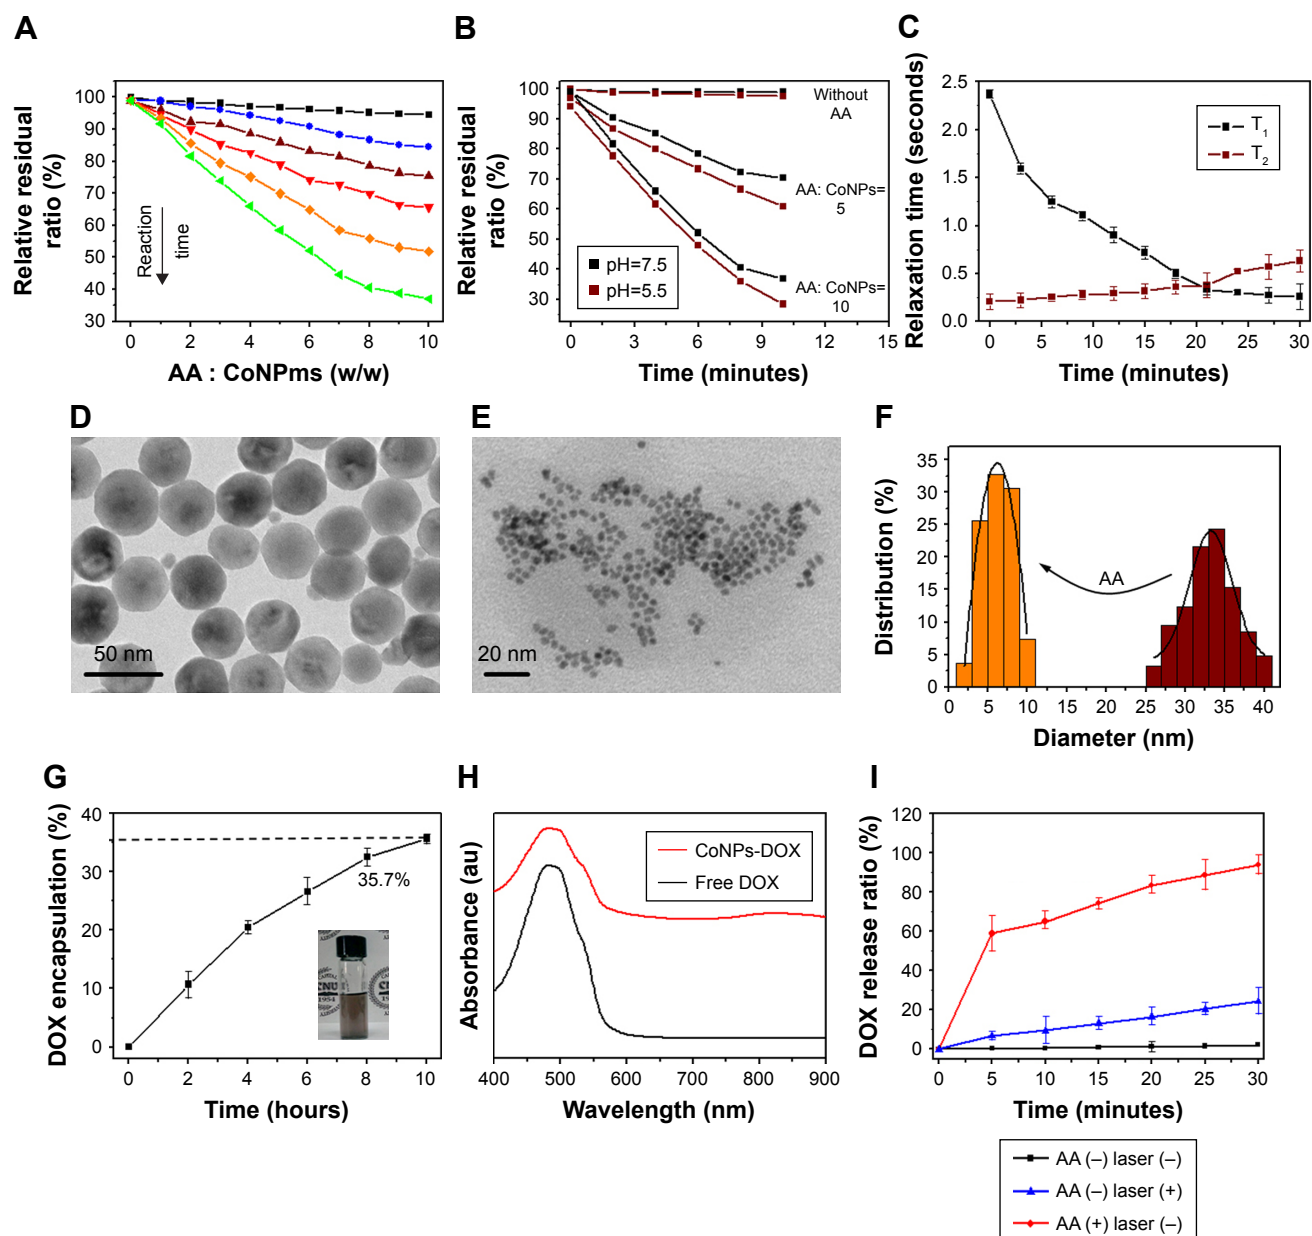 A
Relative residual
ratio (%)
100
90
80
70
60
50
40
30
Reaction
time
0 2 4 6 8 10
AA : CoNPms (w/w)
B
Relative residual
ratio (%)
100
90
80
70
60
50
40
30
Without
AA
AA: CoNPs=
5
AA: CoNPs=
10
pH=7.5
pH=5.5
0 3 6 9 12 15
Time (minutes)
C
Relaxation time (seconds)
2.5
2.0
1.5
1.0
0.5
0.0
T1
T2
0 5 10 15 20 25 30
Time (minutes)
D
50 nm
E
20 nm
F
Distribution (%)
35
30
25
20
15
10
5
0
AA
0 5 10 15 20 25 30 35 40
Diameter (nm)
G
DOX encapsulation (%)
40
30
20
10
0
35.7%
CNU
1954
0 2 4 6 8 10
Time (hours)
H
Absorbance (au)
CoNPs-DOX
Free DOX
400 500 600 700 800 900
Wavelength (nm)
I
DOX release ratio (%)
120
100
80
60
40
20
0
0 5 10 15 20 25 30
Time (minutes)
AA (–) laser (–)
AA (–) laser (+)
AA (+) laser (–)